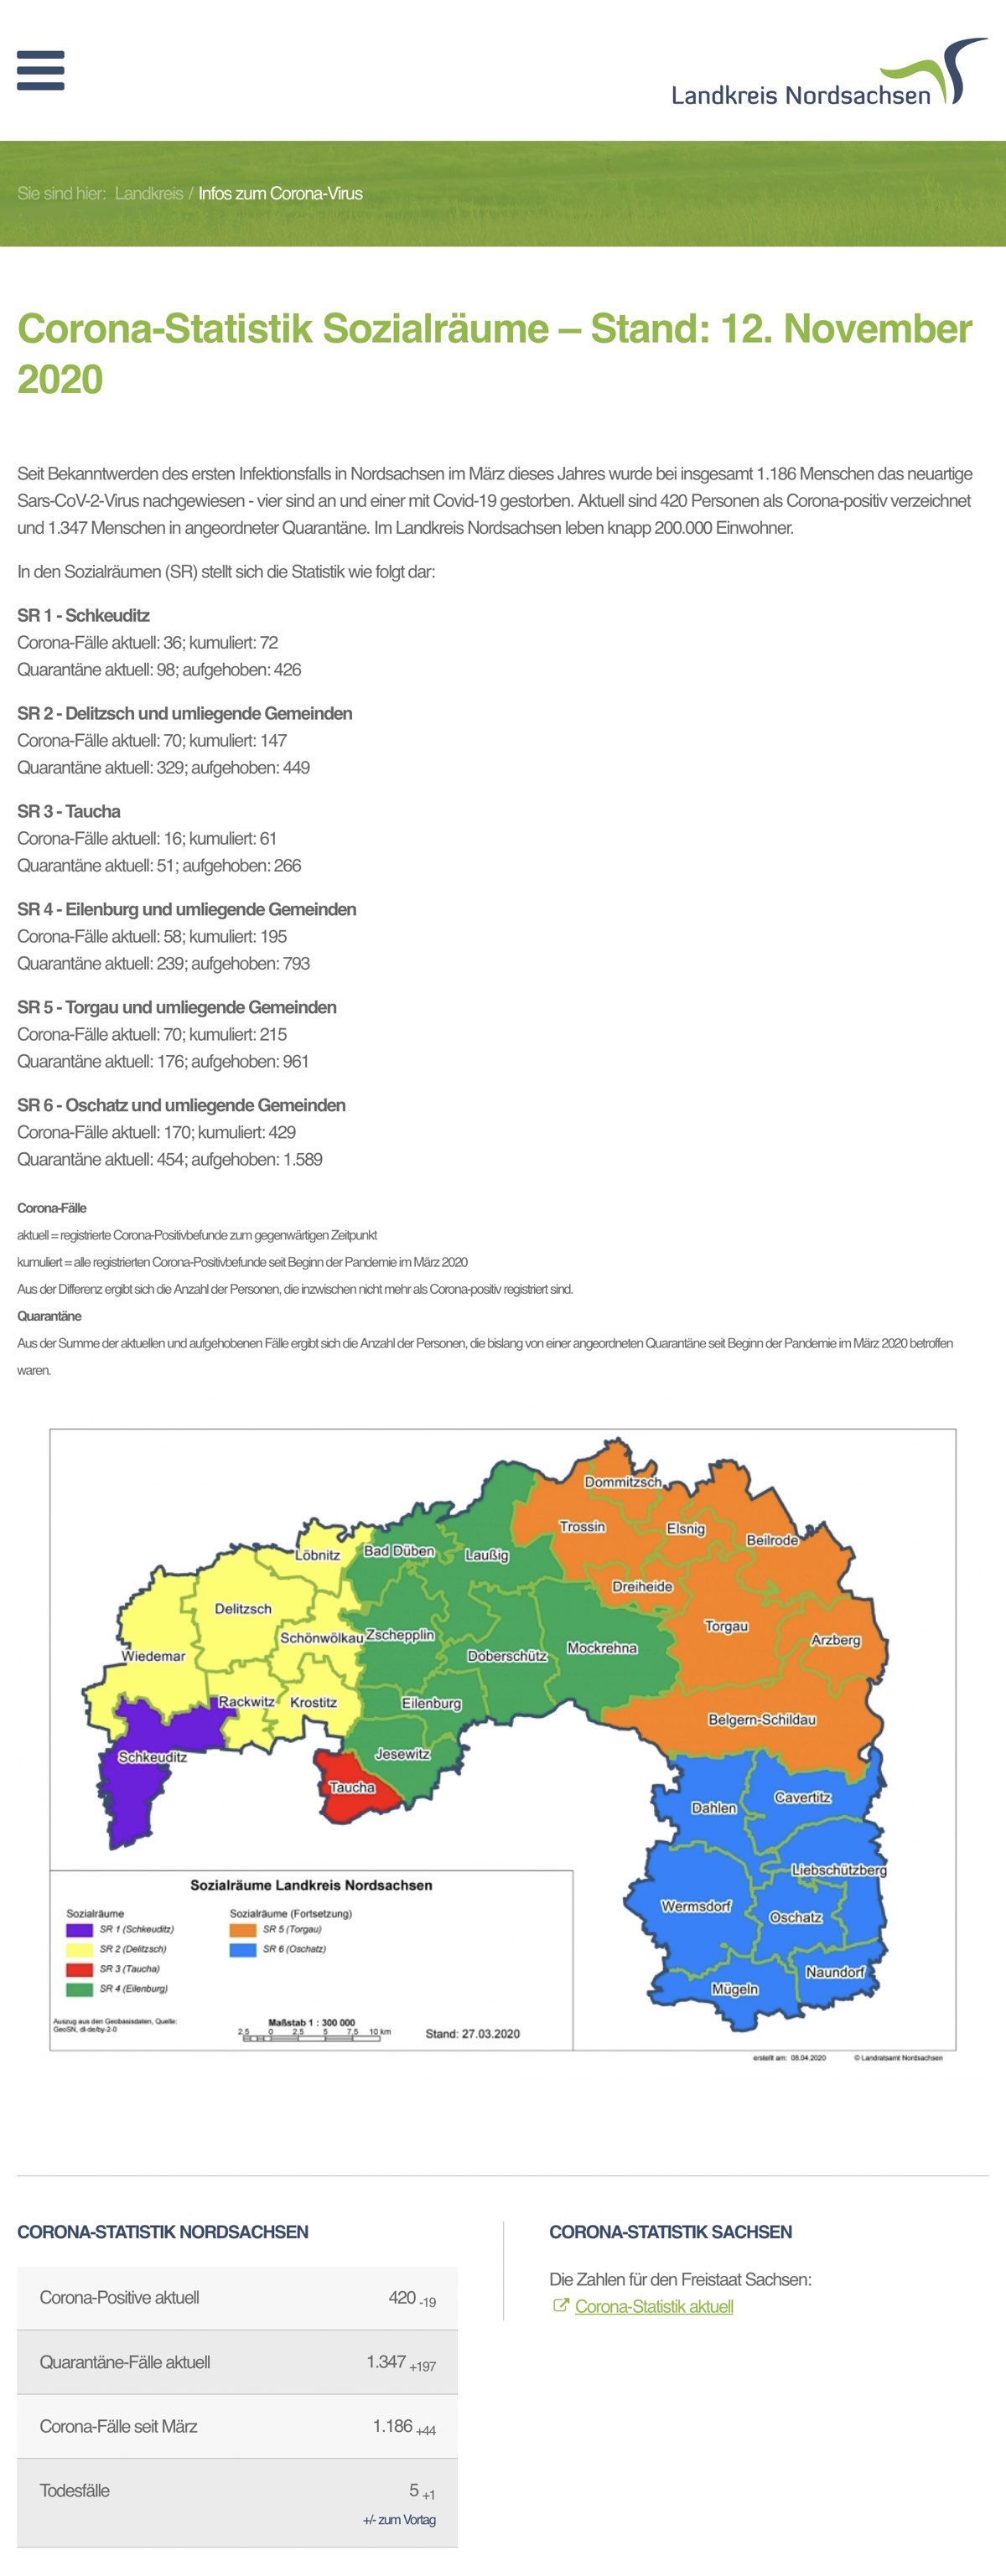 Landkreis Nordsachsen
Sie sind hier: Landkreis / Infos zum Corona-Virus
Corona-Statistik Sozialräume – Stand: 12. November
2020
Seit Bekanntwerden des ersten Infektionsfalls in Nordsachsen im März dieses Jahres wurde bei insgesamt 1.186 Menschen das neuartige
Sars-CoV-2-Virus nachgewiesen - vier sind an und einer mit Covid-19 gestorben. Aktuell sind 420 Personen als Corona-positiv verzeichnet
und 1.347 Menschen in angeordneter Quarantäne. Im Landkreis Nordsachsen leben knapp 200.000 Einwohner.
In den Sozialräumen (SR) stellt sich die Statistik wie folgt dar:
SR 1 - Schkeuditz
Corona-Fälle aktuell: 36; kumuliert: 72
Quarantäne aktuell: 98; aufgehoben: 426
SR 2 - Delitzsch und umliegende Gemeinden
Corona-Fälle aktuell: 70; kumuliert: 147
Quarantäne aktuell: 329; aufgehoben: 449
SR 3 - Taucha
Corona-Fälle aktuell: 16; kumuliert: 61
Quarantäne aktuell: 51; aufgehoben: 266
SR 4 - Eilenburg und umliegende Gemeinden
Corona-Fälle aktuell: 58; kumuliert: 195
Quarantäne aktuell: 239; aufgehoben: 793
SR 5 - Torgau und umliegende Gemeinden
Corona-Fälle aktuell: 70; kumuliert: 215
Quarantäne aktuell: 176; aufgehoben: 961
SR 6 - Oschatz und umliegende Gemeinden
Corona-Fälle aktuell: 170; kumuliert: 429
Quarantäne aktuell: 454; aufgehoben: 1.589
Corona-Fälle
aktuell = registrierte Corona-Positivbefunde zum gegenwärtigen Zeitpunkt
kumuliert = alle registrierten Corona-Positivbefunde seit Beginn der Pandemie im März 2020
Aus der Differenz ergibt sich die Anzahl der Personen, die inzwischen nicht mehr als Corona-positiv registriert sind.
Quarantäne
Aus der Summe der aktuellen und aufgehobenen Fälle ergibt sich die Anzahl der Personen, die bislang von einer angeordneten Quarantäne seit Beginn der Pandemie im März 2020 betroffen
waren.
Dommitzsch
Trossin
Elsnig
Beilrode
Löbnitz
Bad Düben
Laußig
Dreiheide
Delitzsch
Torgau
Schönwölkau
Zschepplin
Arzberg
Wiedemar
Doberschütz
Mockrehna
Rackwitz
Krostitz
Eilenburg
Belgern-Schildau
Schkeuditz
Jesewitz
Taucha
Cavertitz
Dahlen
Liebschützberg
Wermsdorf
Oschatz
Naundorf
Mügeln
Sozialräume Landkreis Nordsachsen
Sozialräume
SR 1 (Schkeuditz)
SR 2 (Delitzsch)
SR 3 (Taucha)
SR 4 (Eilenburg)
Sozialräume (Fortsetzung)
SR 5 (Torgau)
SR 6 (Oschatz)
Auszug aus den Geobasisdaten, Quelle:
GeoSN, dl-de/by-2-0
Maßstab 1 : 300 000
2,5 0 2,5 5 7,5 10 km
Stand: 27.03.2020
erstellt am: 08.04.2020 © Landratsamt Nordsachsen
CORONA-STATISTIK NORDSACHSEN
Corona-Positive aktuell 420 -19
Quarantäne-Fälle aktuell 1.347 +197
Corona-Fälle seit März 1.186 +44
Todesfälle 5 +1
+/- zum Vortag
CORONA-STATISTIK SACHSEN
Die Zahlen für den Freistaat Sachsen:
Corona-Statistik aktuell